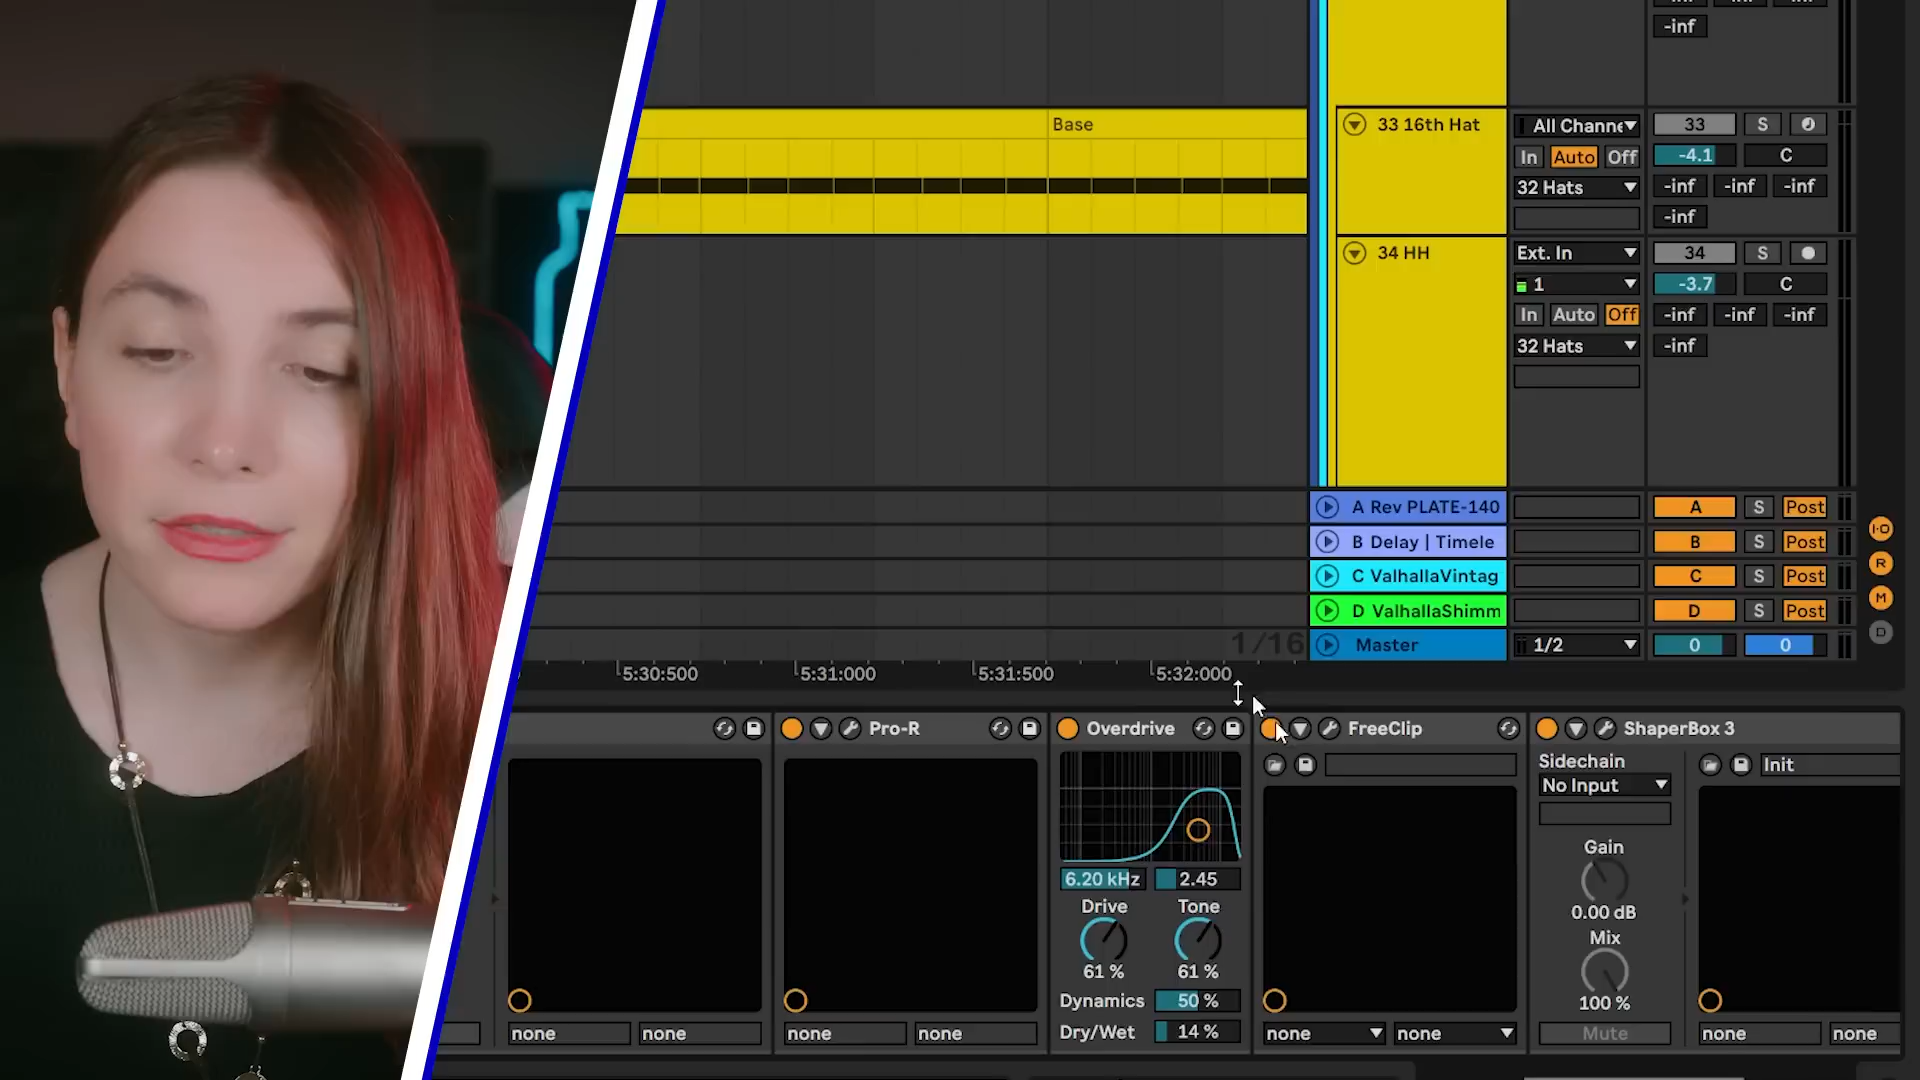 -inf
Base
33 16th Hat
All Channe
33
S
In
Auto
Off
-4.1
C
32 Hats
-inf
-inf
-inf
-inf
34 HH
Ext. In
34
S
1
-3.7
C
In
Auto
Off
-inf
-inf
-inf
32 Hats
-inf
A Rev PLATE-140
A
S
Post
B Delay | Timele
B
S
Post
C ValhallaVintag
C
S
Post
D ValhallaShimm
D
S
Post
I·O
R
M
D
1/16
Master
1/2
0
0
5:30:500
5:31:000
5:31:500
5:32:000
Pro-R
Overdrive
FreeClip
ShaperBox 3
Sidechain
No Input
Init
6.20 kHz
2.45
Drive
Tone
61 %
61 %
Dynamics
50 %
Dry/Wet
14 %
Gain
0.00 dB
Mix
100 %
Mute
none
none
none
none
none
none
none
none